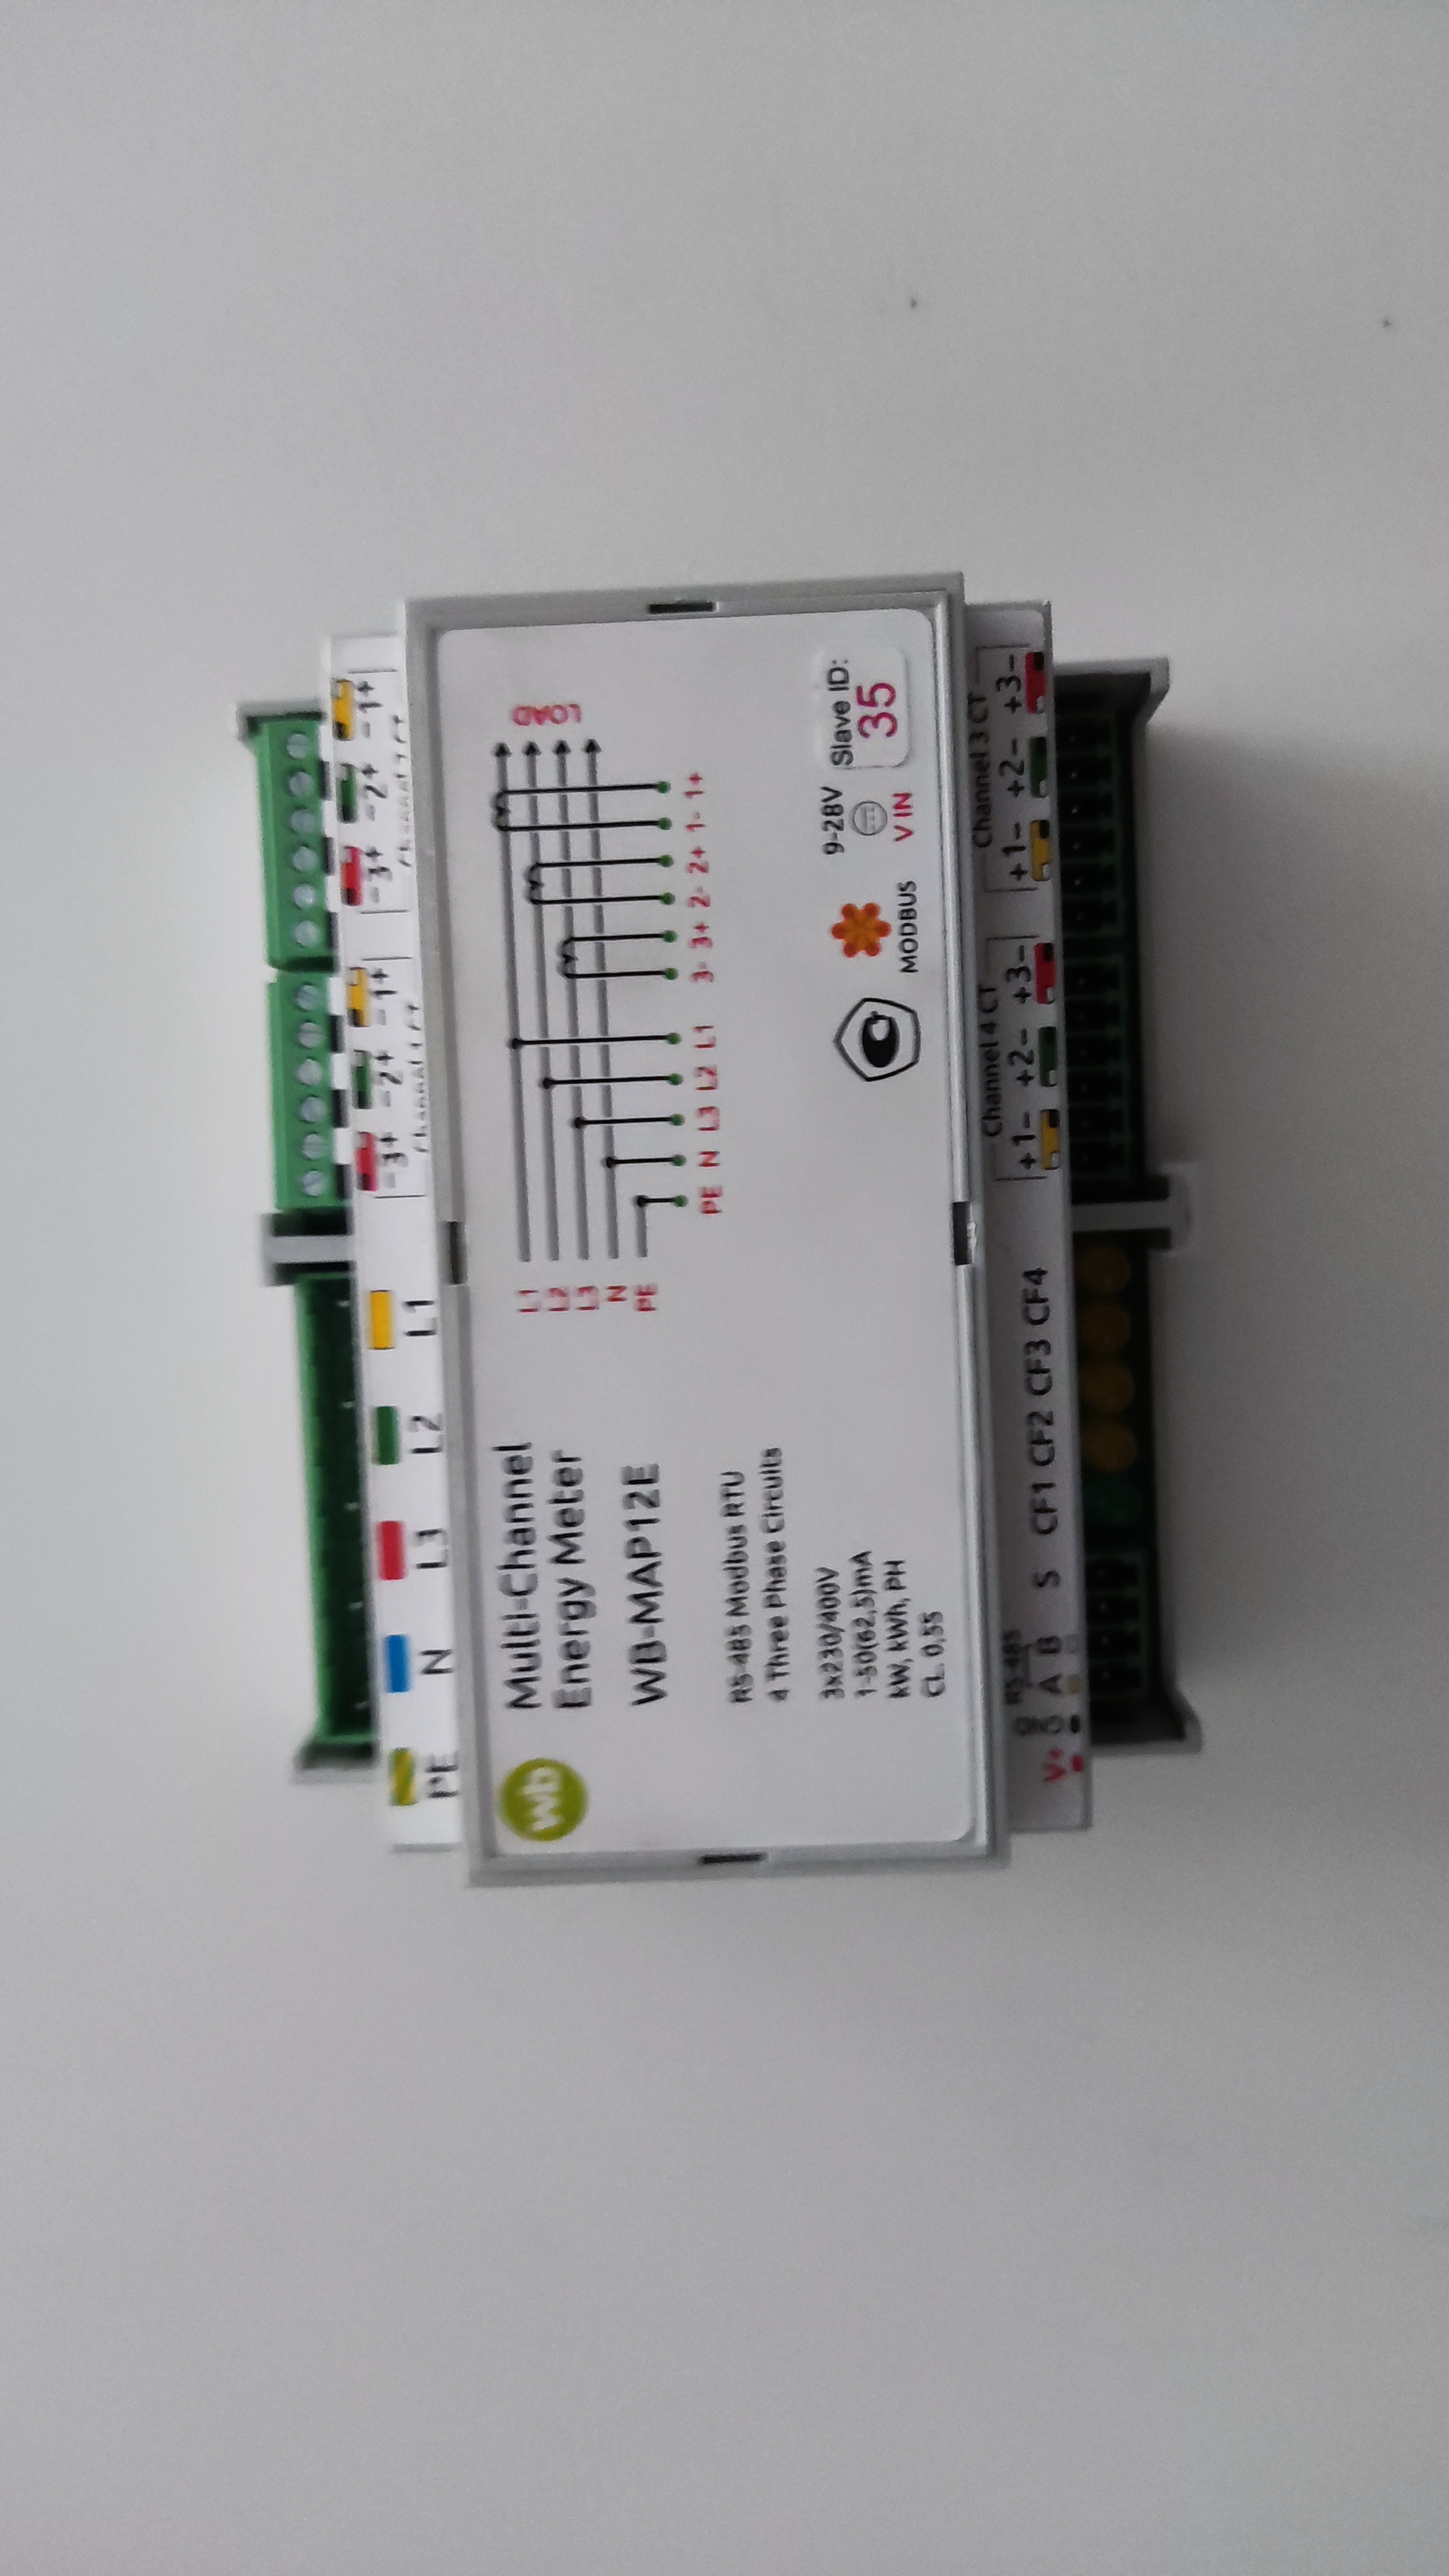 PE N L3 L2 L1
-3+ -2+ -1+
-3+ -2+ -1+
wb
Multi-Channel
Energy Meter
WB-MAP12E
RS-485 Modbus RTU
4 Three Phase Circuits
3x230/400V
1-50(62,5)mA
kW, kWh, PH
CL. 0,5S
L1
L2
L3
N
PE
LOAD
PE N L3 L2 L1 3- 3+ 2- 2+ 1- 1+
MODBUS
9-28V
V IN
Slave ID:
35
RS-485
V+ A B S CF1 CF2 CF3 CF4
Channel 4 CT
+1- +2- +3-
Channel 3 CT
+1- +2- +3-